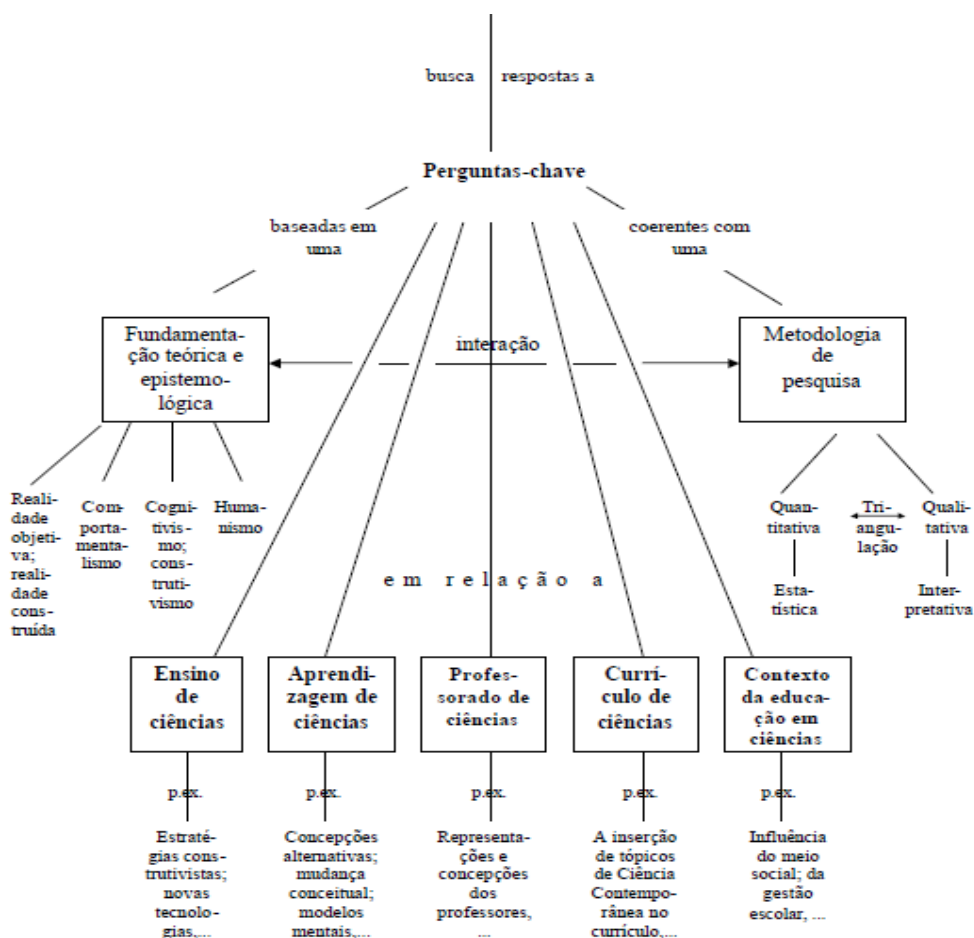 busca respostas a
Perguntas-chave
baseadas em
uma
coerentes com
uma
Fundamenta-
ção teórica e
epistemo-
lógica
interação
Metodologia
de
pesquisa
Reali-
dade
objeti-
va;
reali-
dade
cons-
truída
Com-
porta-
menta-
lismo
Cogni-
tivis-
mo;
cons-
truti-
vismo
Huma-
nismo
Quan-
titativa
Tri-
angu-
lação
Quali-
tativa
Esta-
tística
Inter-
pretativa
em relação a
Ensino
de
ciências
Aprendi-
zagem de
ciências
Profes-
sorado de
ciências
Currí-
culo de
ciências
Contexto
da educa-
ção em
ciências
p.ex.
p.ex.
p.ex.
p.ex.
p.ex.
Estraté-
gias cons-
trutivistas;
novas
tecnolo-
gias,...
Concepções
alternativas;
mudança
conceitual;
modelos
mentais,...
Representa-
ções e
concepções
dos
professores,
...
A inserção
de tópicos
de Ciência
Contempo-
rânea no
currículo,...
Influência
do meio
social; da
gestão
escolar, ...